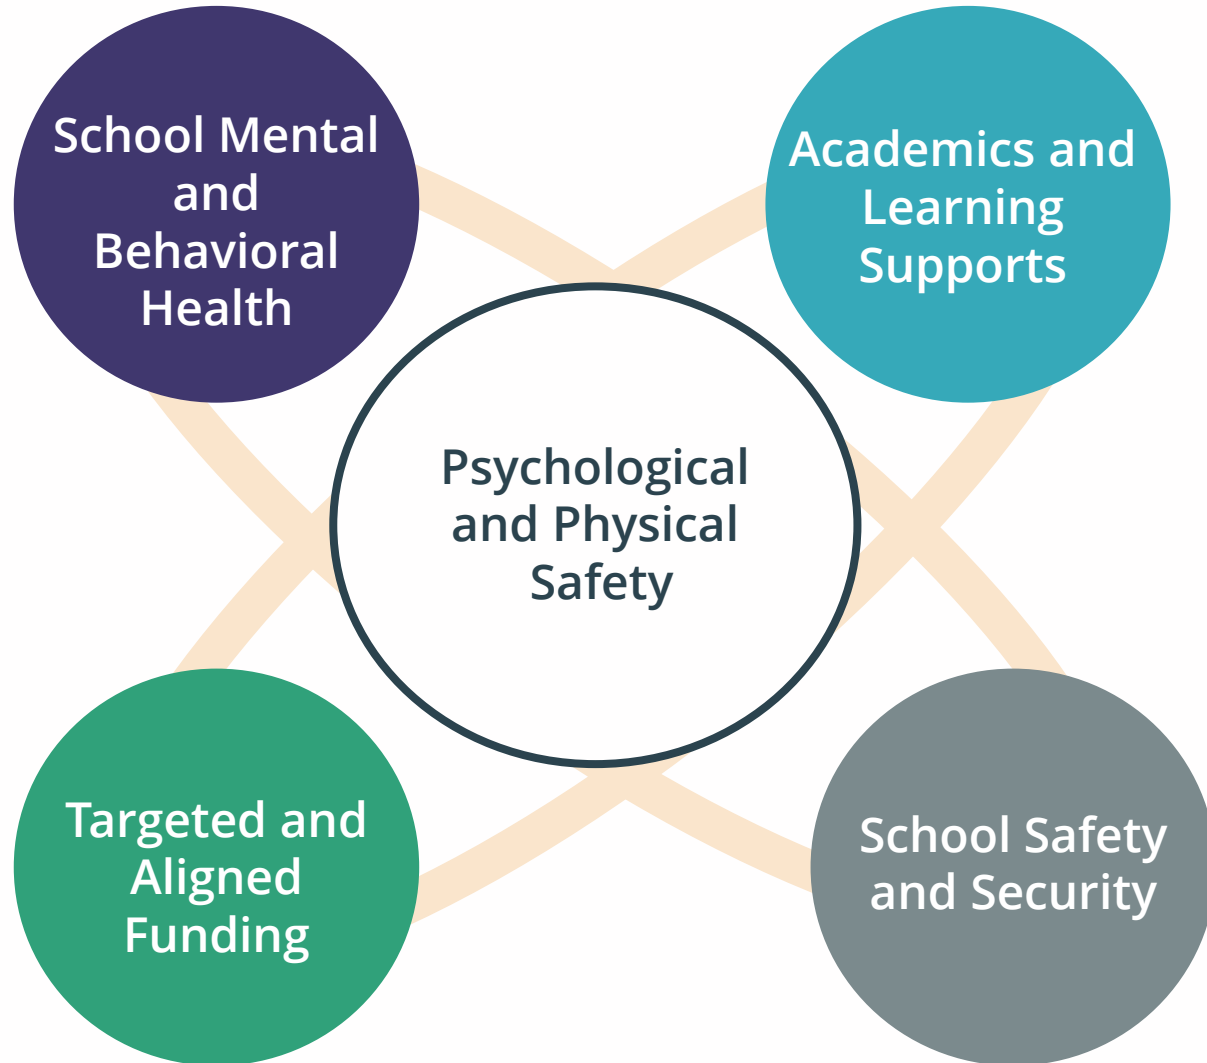 School Mental
and
Behavioral
Health
Academics and
Learning
Supports
Psychological
and Physical
Safety
Targeted and
Aligned
Funding
School Safety
and Security